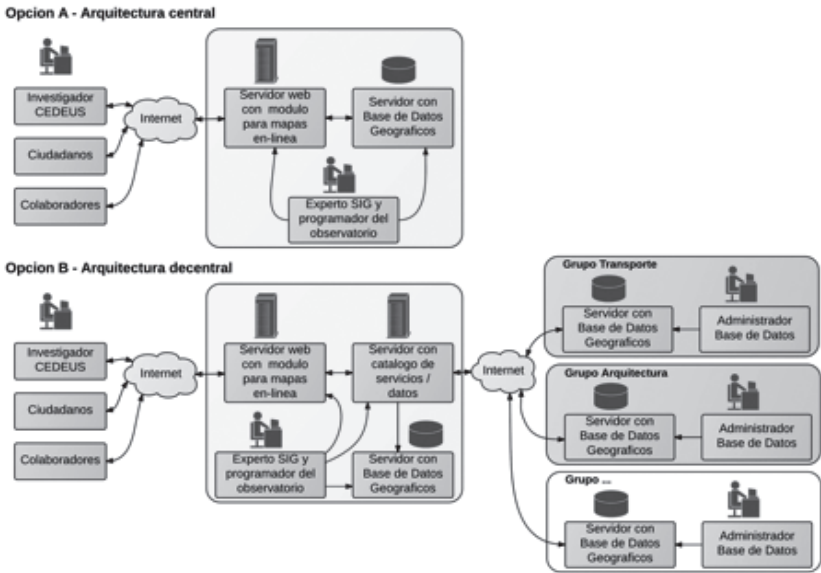 Opcion A - Arquitectura central
Investigador
CEDEUS
Ciudadanos
Colaboradores
Internet
Servidor web
con modulo
para mapas
en-linea
Servidor con
Base de Datos
Geograficos
Experto SIG y
programador del
observatorio
Opcion B - Arquitectura decentral
Investigador
CEDEUS
Ciudadanos
Colaboradores
Internet
Servidor web
con modulo
para mapas
en-linea
Servidor con
catalogo de
servicios /
datos
Experto SIG y
programador del
observatorio
Servidor con
Base de Datos
Geograficos
Internet
Grupo Transporte
Servidor con
Base de Datos
Geograficos
Administrador
Base de Datos
Grupo Arquitectura
Servidor con
Base de Datos
Geograficos
Administrador
Base de Datos
Grupo ...
Servidor con
Base de Datos
Geograficos
Administrador
Base de Datos